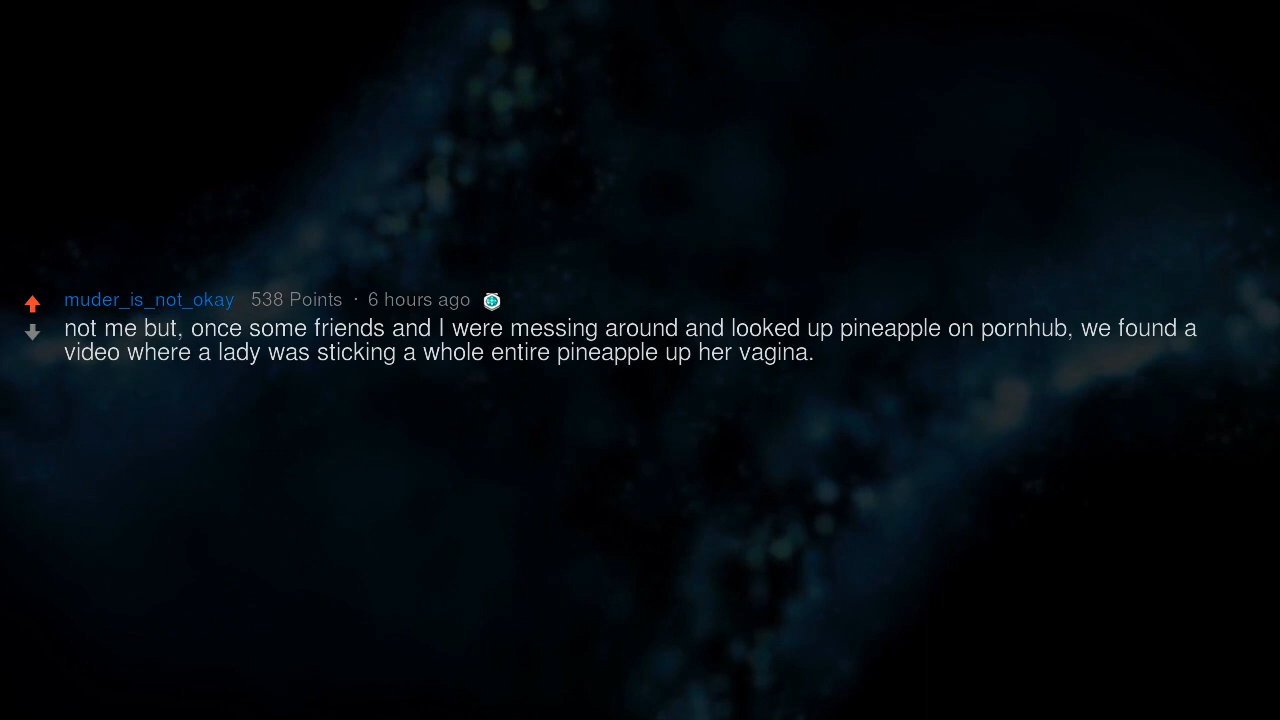 muder_is_not_okay 538 Points · 6 hours ago
not me but, once some friends and I were messing around and looked up pineapple on pornhub, we found a
video where a lady was sticking a whole entire pineapple up her vagina.